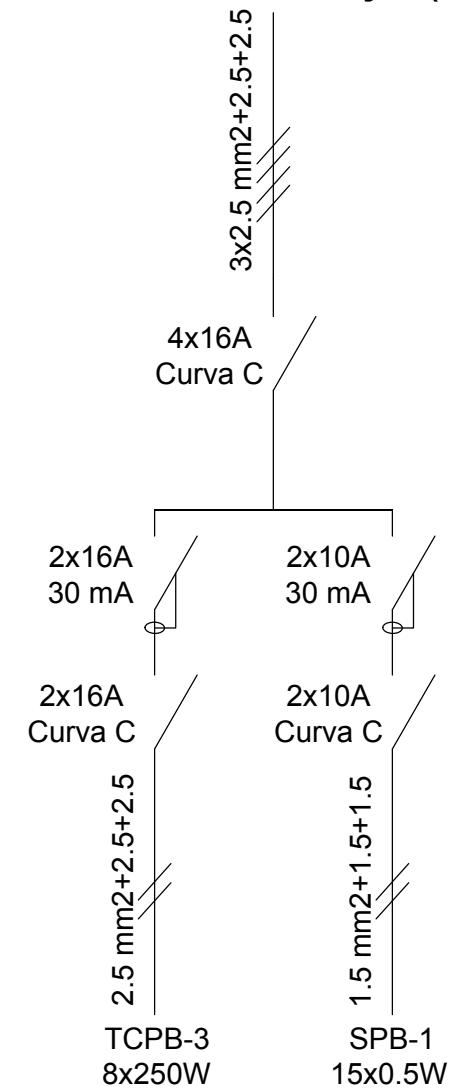 3x2.5 mm2+2.5+2.5
4x16A
Curva C
2x16A
30 mA
2x10A
30 mA
2x16A
Curva C
2x10A
Curva C
2.5 mm2+2.5+2.5
1.5 mm2+1.5+1.5
TCPB-3
8x250W
SPB-1
15x0.5W